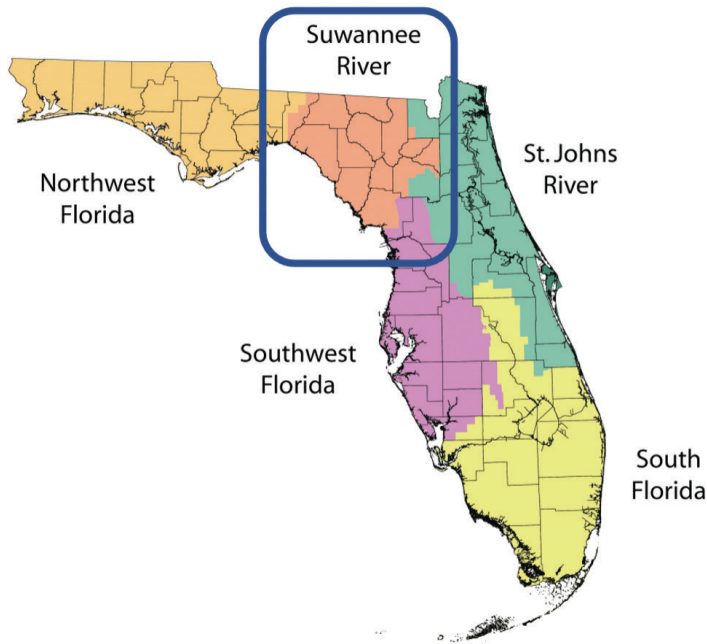 Suwannee
River
St. Johns
River
Northwest
Florida
Southwest
Florida
South
Florida